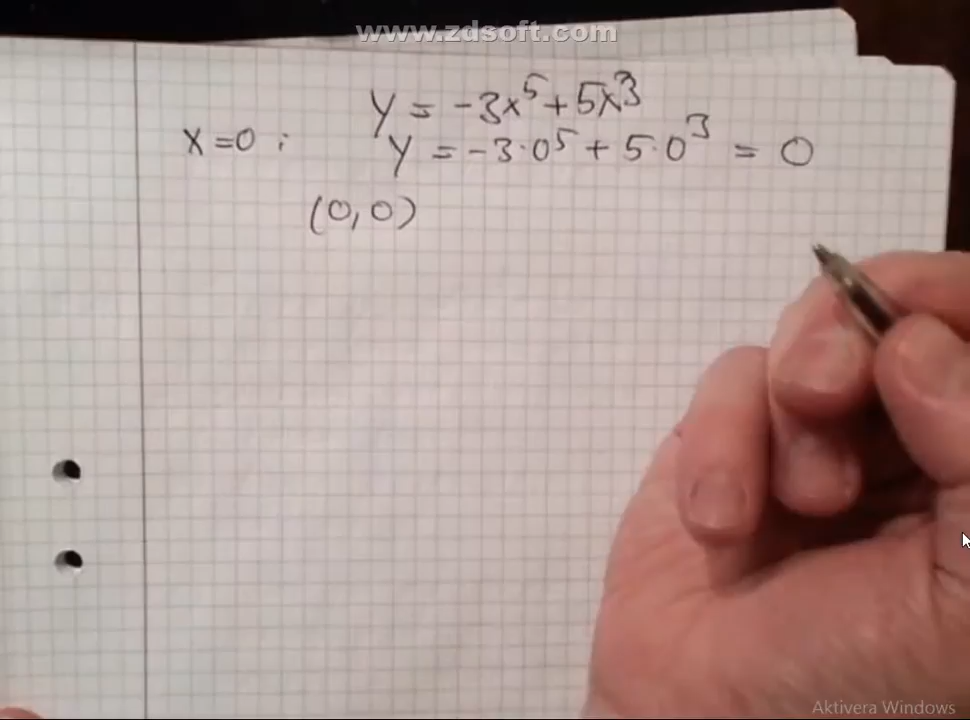 www.zdsoft.com
y = -3x⁵ + 5x³
x = 0 : y = -3·0⁵ + 5·0³ = 0
(0,0)
Aktivera Windows